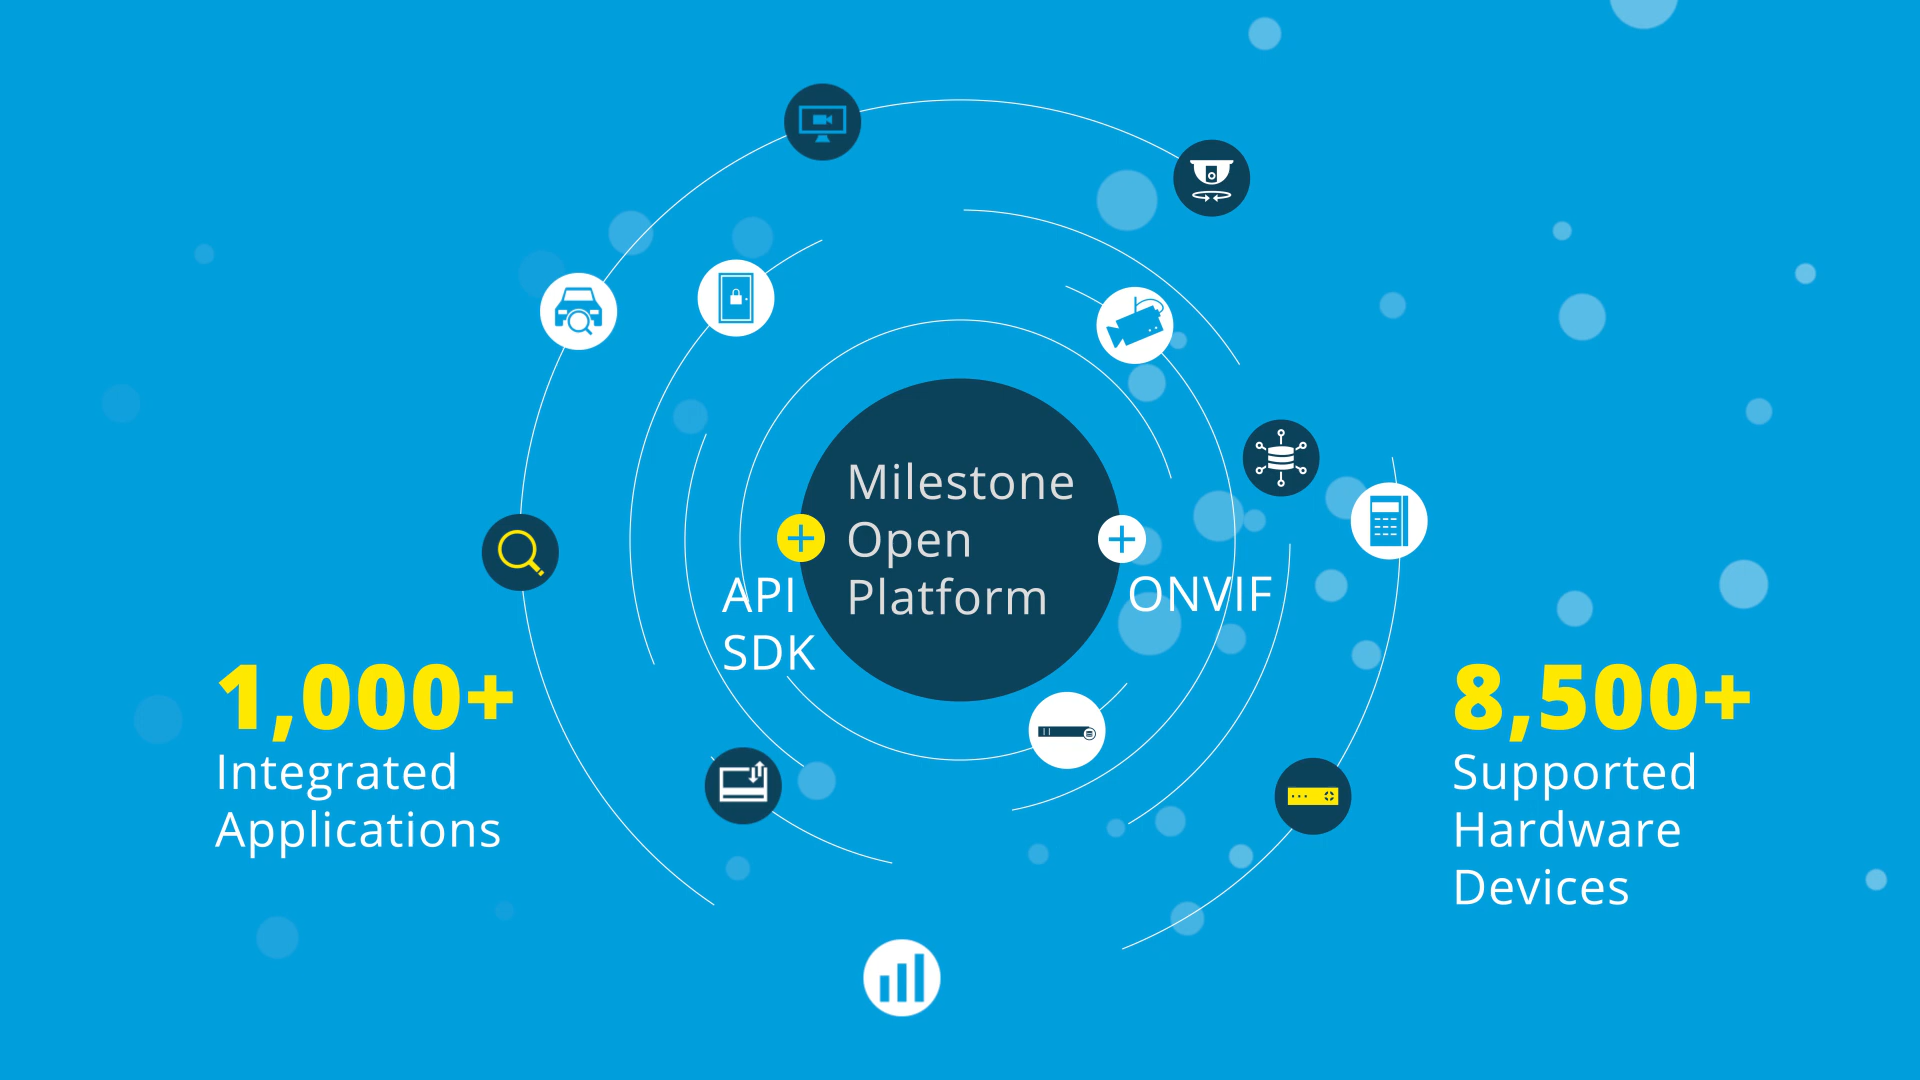 Milestone
Open
Platform
API
SDK
ONVIF
1,000+
Integrated
Applications
8,500+
Supported
Hardware
Devices